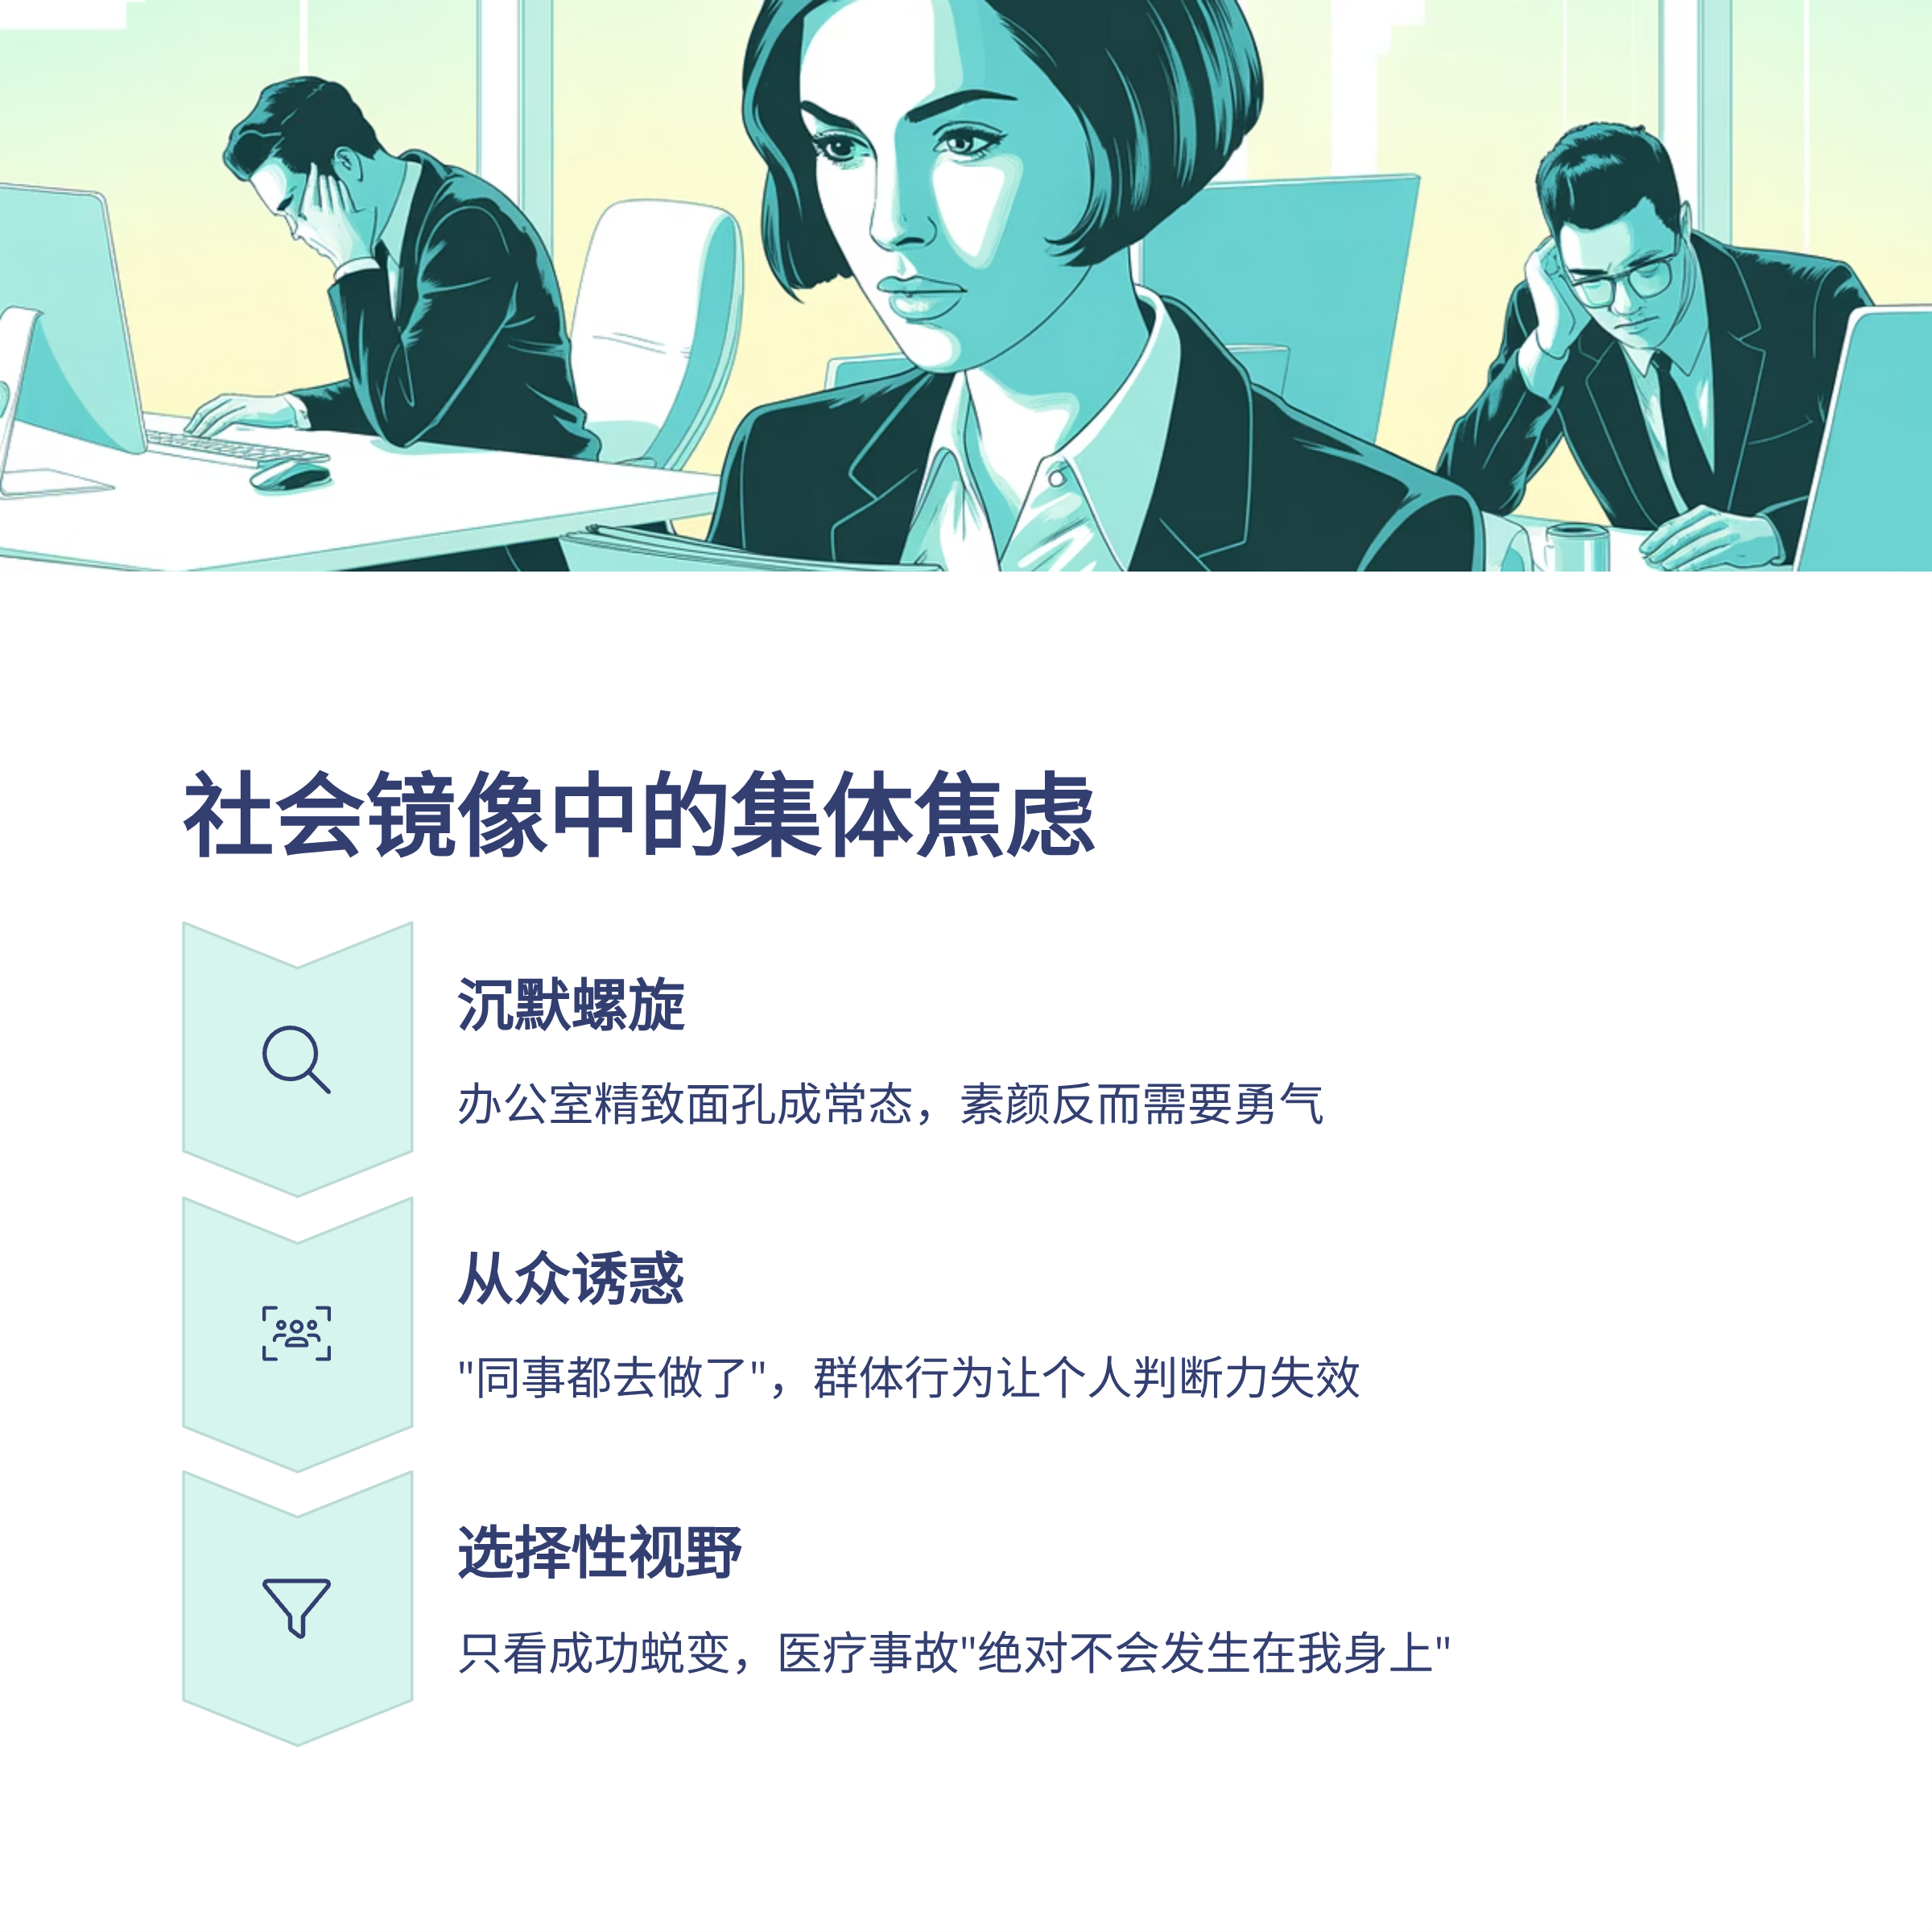 社会镜像中的集体焦虑
沉默螺旋
办公室精致面孔成常态，素颜反而需要勇气
从众诱惑
"同事都去做了"，群体行为让个人判断力失效
选择性视野
只看成功蜕变，医疗事故"绝对不会发生在我身上"